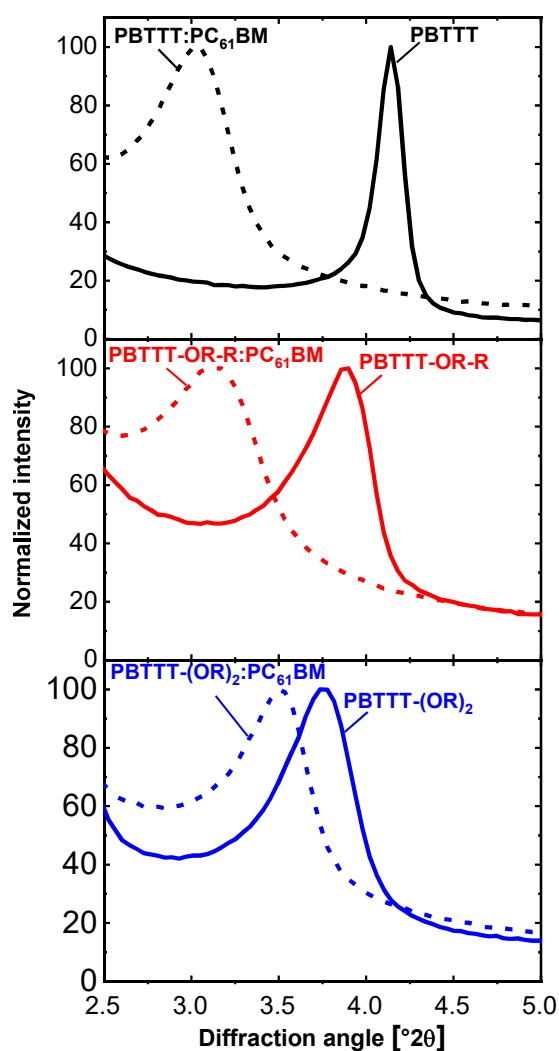 Normalized intensity
PBTTT:PC₆₁BM
PBTTT
100
80
60
40
20
0
PBTTT-OR-R:PC₆₁BM
PBTTT-OR-R
100
80
60
40
20
0
PBTTT-(OR)₂:PC₆₁BM
PBTTT-(OR)₂
100
80
60
40
20
0
2.5 3.0 3.5 4.0 4.5 5.0
Diffraction angle [°2θ]